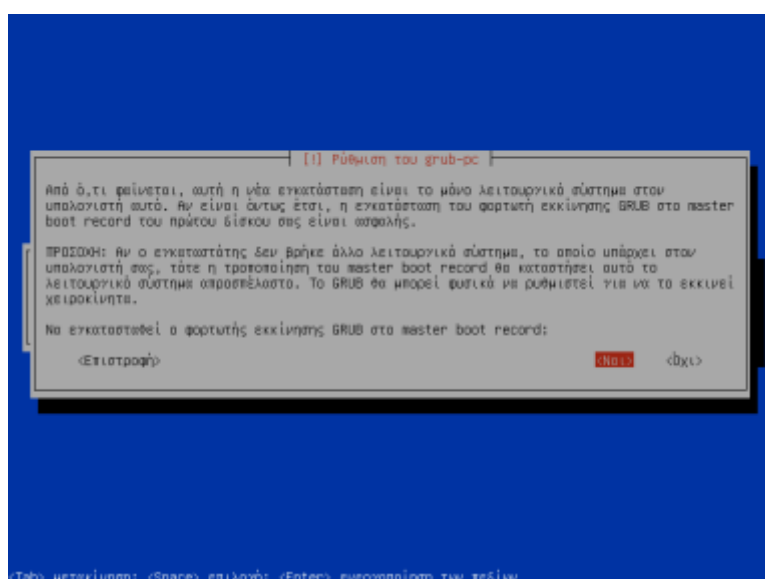 [!] Ρύθμιση του grub-pc
Από ό,τι φαίνεται, αυτή η νέα εγκατάσταση είναι το μόνο λειτουργικό σύστημα στον
υπολογιστή αυτό. Αν είναι όντως έτσι, η εγκατάσταση του φορτωτή εκκίνησης GRUB στο master
boot record του πρώτου δίσκου σας είναι ασφαλής.
ΠΡΟΣΟΧΗ: Αν ο εγκαταστάτης δεν βρήκε άλλο λειτουργικό σύστημα, το οποίο υπάρχει στον
υπολογιστή σας, τότε η τροποποίηση του master boot record θα καταστήσει αυτό το
λειτουργικό σύστημα απροσπέλαστο. Το GRUB θα μπορεί φυσικά να ρυθμιστεί για να το εκκινεί
χειροκίνητα.
Να εγκατασταθεί ο φορτωτής εκκίνησης GRUB στο master boot record;
<Επιστροφή> <Ναι> <Όχι>
<Tab> μετακίνηση; <Space> επιλογή; <Enter> ενεργοποίηση των πεδίων